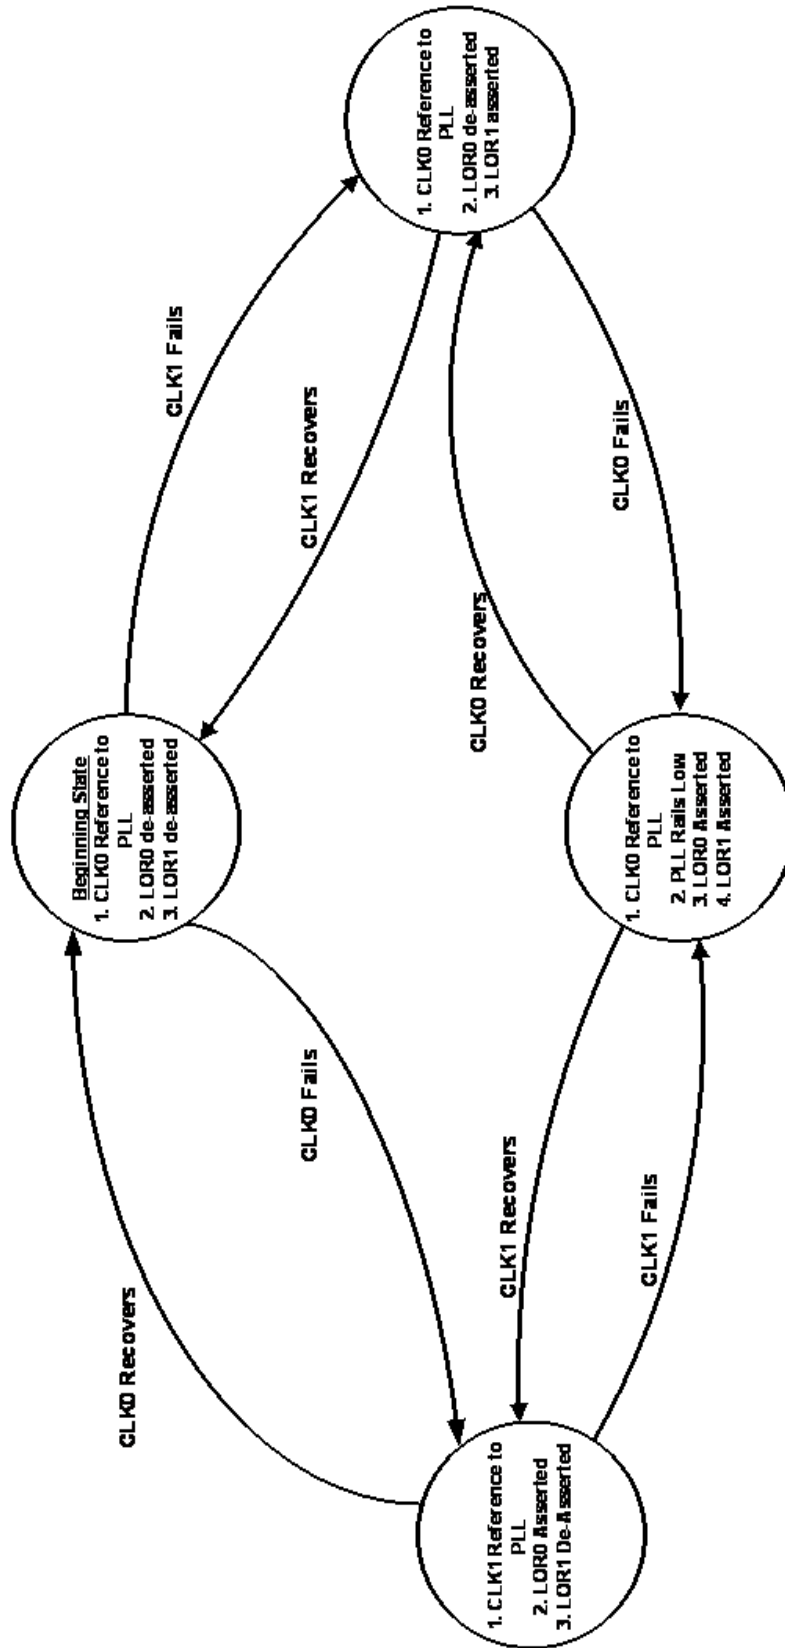 Beginning State
1. CLK0 Reference to
PLL
2. LOR0 de-asserted
3. LOR1 de-asserted
CLK0 Recovers
CLK0 Fails
CLK1 Fails
CLK1 Recovers
1. CLK1 Reference to
PLL
2. LOR0 Asserted
3. LOR1 De-Asserted
1. CLK0 Reference to
PLL
2. LOR0 de-asserted
3. LOR1 asserted
CLK1 Recovers
CLK1 Fails
CLK0 Recovers
CLK0 Fails
1. CLK0 Reference to
PLL
2. PLL Rails Low
3. LOR0 Asserted
4. LOR1 Asserted